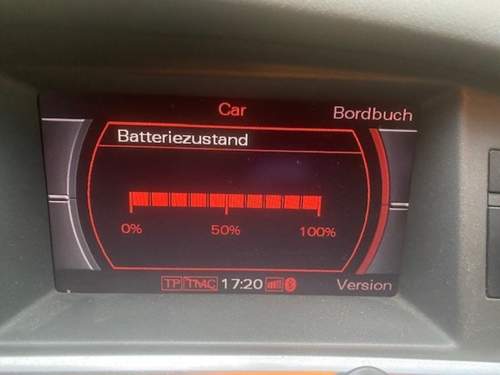 Car
Bordbuch
Batteriezustand
0% 50% 100%
TP TMC 17:20
Version